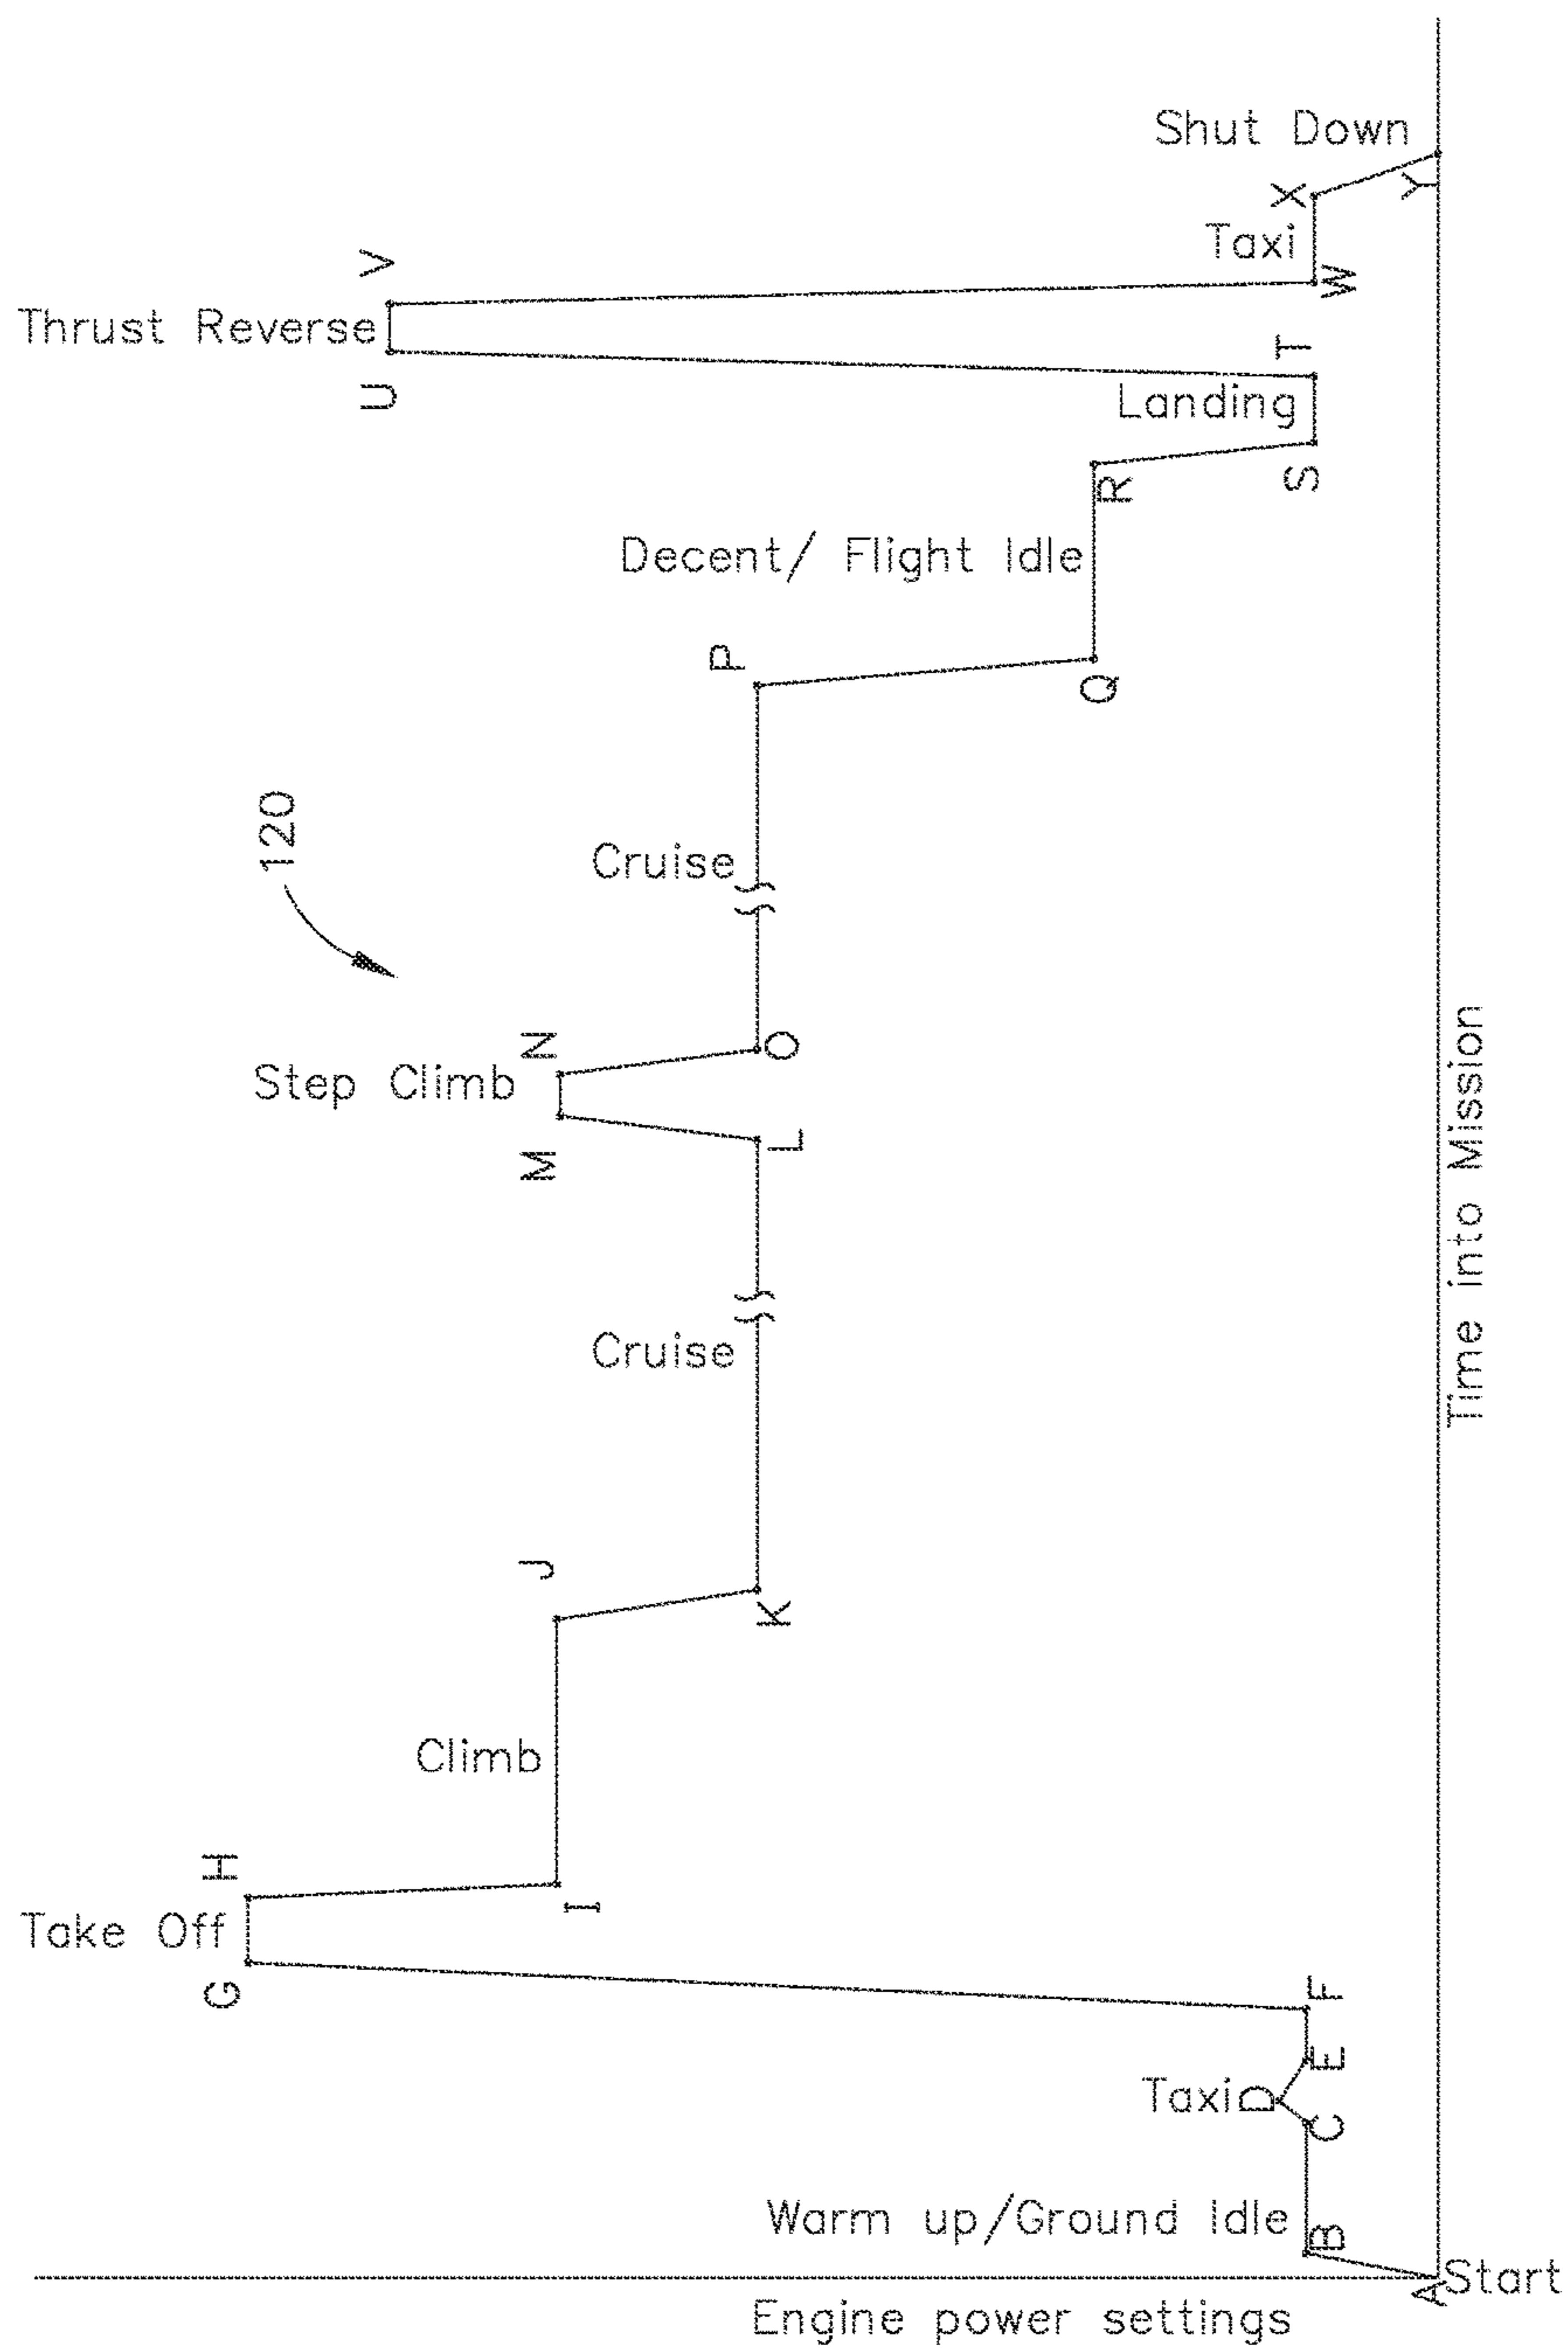 Thrust Reverse
U
V
Shut Down
Y
X
Taxi
W
T
Landing
S
R
Decent/ Flight Idle
Q
P
120
Cruise
O
N
Step Climb
M
L
Cruise
K
J
Climb
I
H
Take Off
G
F
E
Taxi
D
C
Warm up/Ground Idle
B
A
Start
Engine power settings
Time into Mission